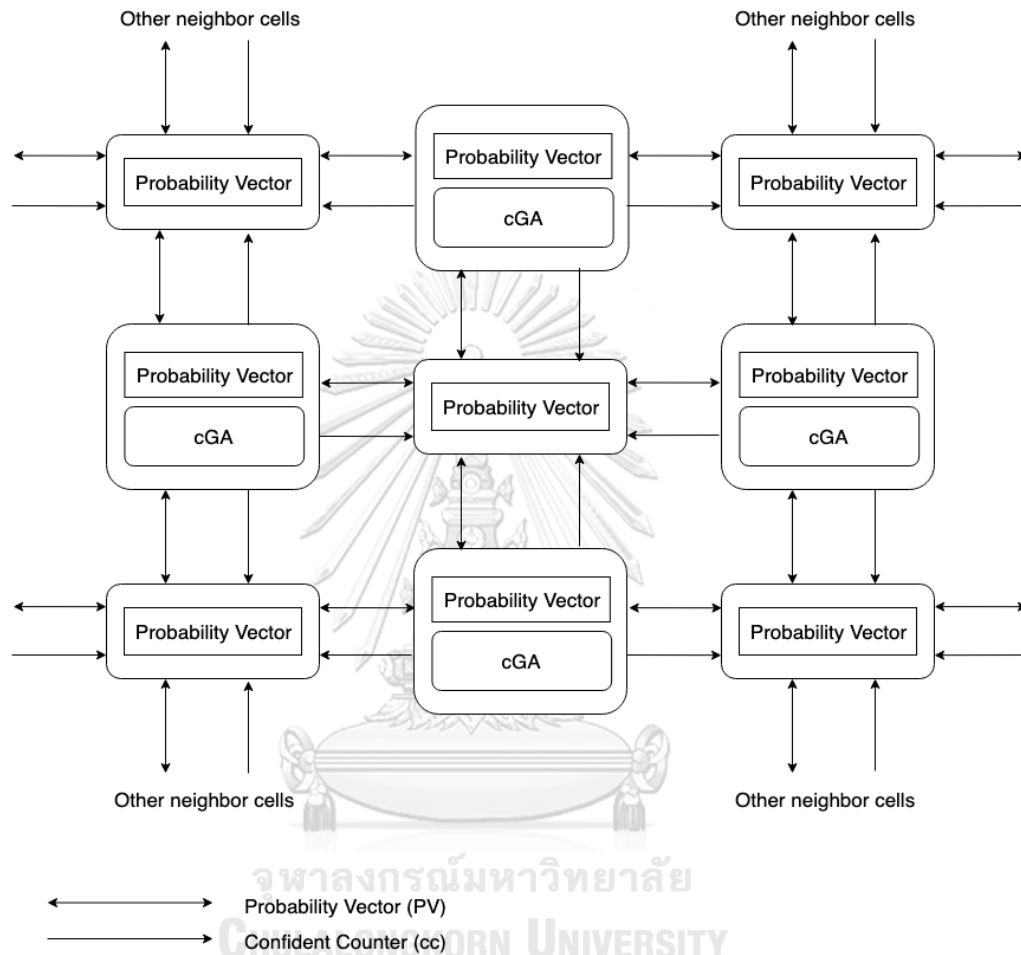 Other neighbor cells
Other neighbor cells
Probability Vector
Probability Vector
cGA
Probability Vector
Probability Vector
cGA
Probability Vector
Probability Vector
cGA
Probability Vector
Probability Vector
cGA
Probability Vector
Other neighbor cells
Other neighbor cells
จุฬาลงกรณ์มหาวิทยาลัย
Probability Vector (PV)
CHULALONGKORN UNIVERSITY
Confident Counter (cc)